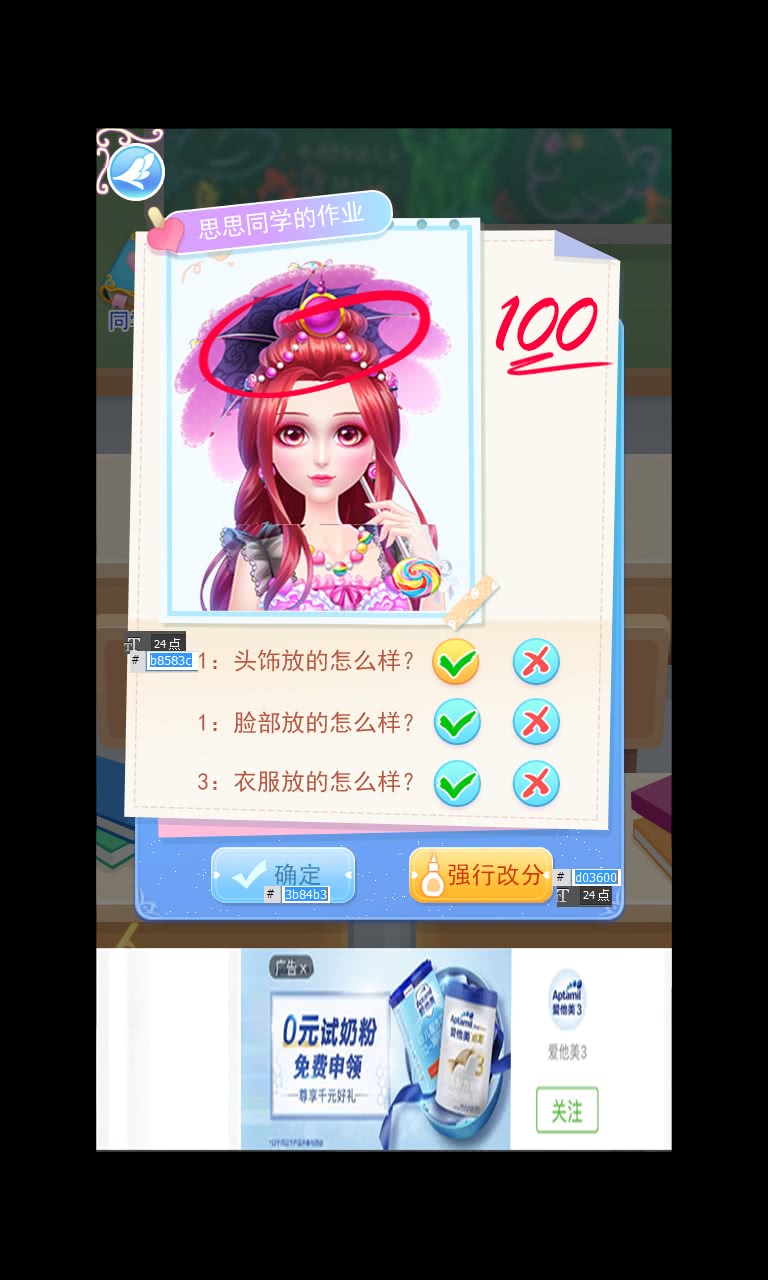 思思同学的作业
100
同学
24点
# b8583c
1: 头饰放的怎么样?
1: 脸部放的怎么样?
3: 衣服放的怎么样?
确定
# 3b84b3
强行改分
# d03600
24点
广告 x
0元试奶粉
免费申领
尊享千元好礼
Aptamil
爱他美 3
爱他美3
关注